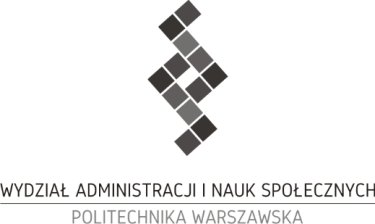 WYDZIAŁ ADMINISTRACJI I NAUK SPOŁECZNYCH
POLITECHNIKA WARSZAWSKA